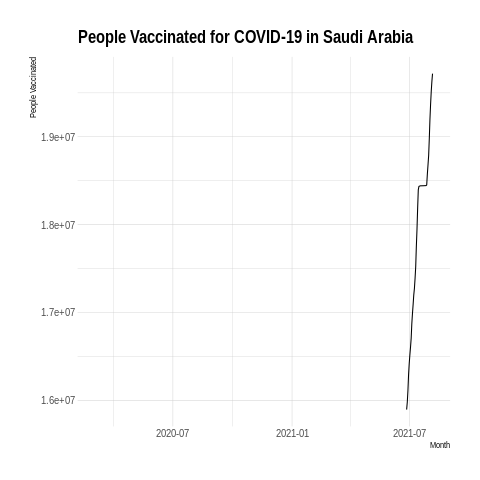 People Vaccinated for COVID-19 in Saudi Arabia
People Vaccinated
1.9e+07
1.8e+07
1.7e+07
1.6e+07
2020-07 2021-01 2021-07
Month